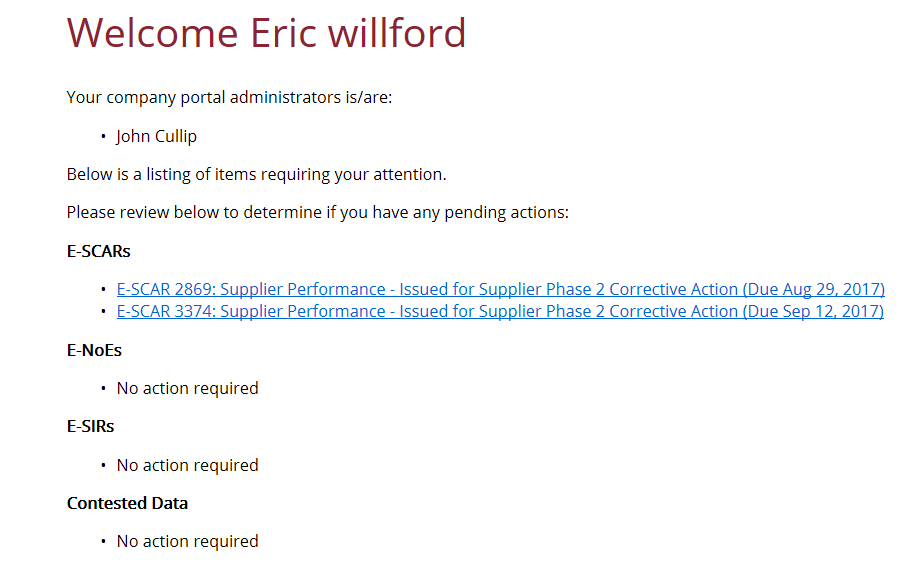 Welcome Eric willford
Your company portal administrators is/are:
• John Cullip
Below is a listing of items requiring your attention.
Please review below to determine if you have any pending actions:
E-SCARs
• E-SCAR 2869: Supplier Performance - Issued for Supplier Phase 2 Corrective Action (Due Aug 29, 2017)
• E-SCAR 3374: Supplier Performance - Issued for Supplier Phase 2 Corrective Action (Due Sep 12, 2017)
E-NoEs
• No action required
E-SIRs
• No action required
Contested Data
• No action required